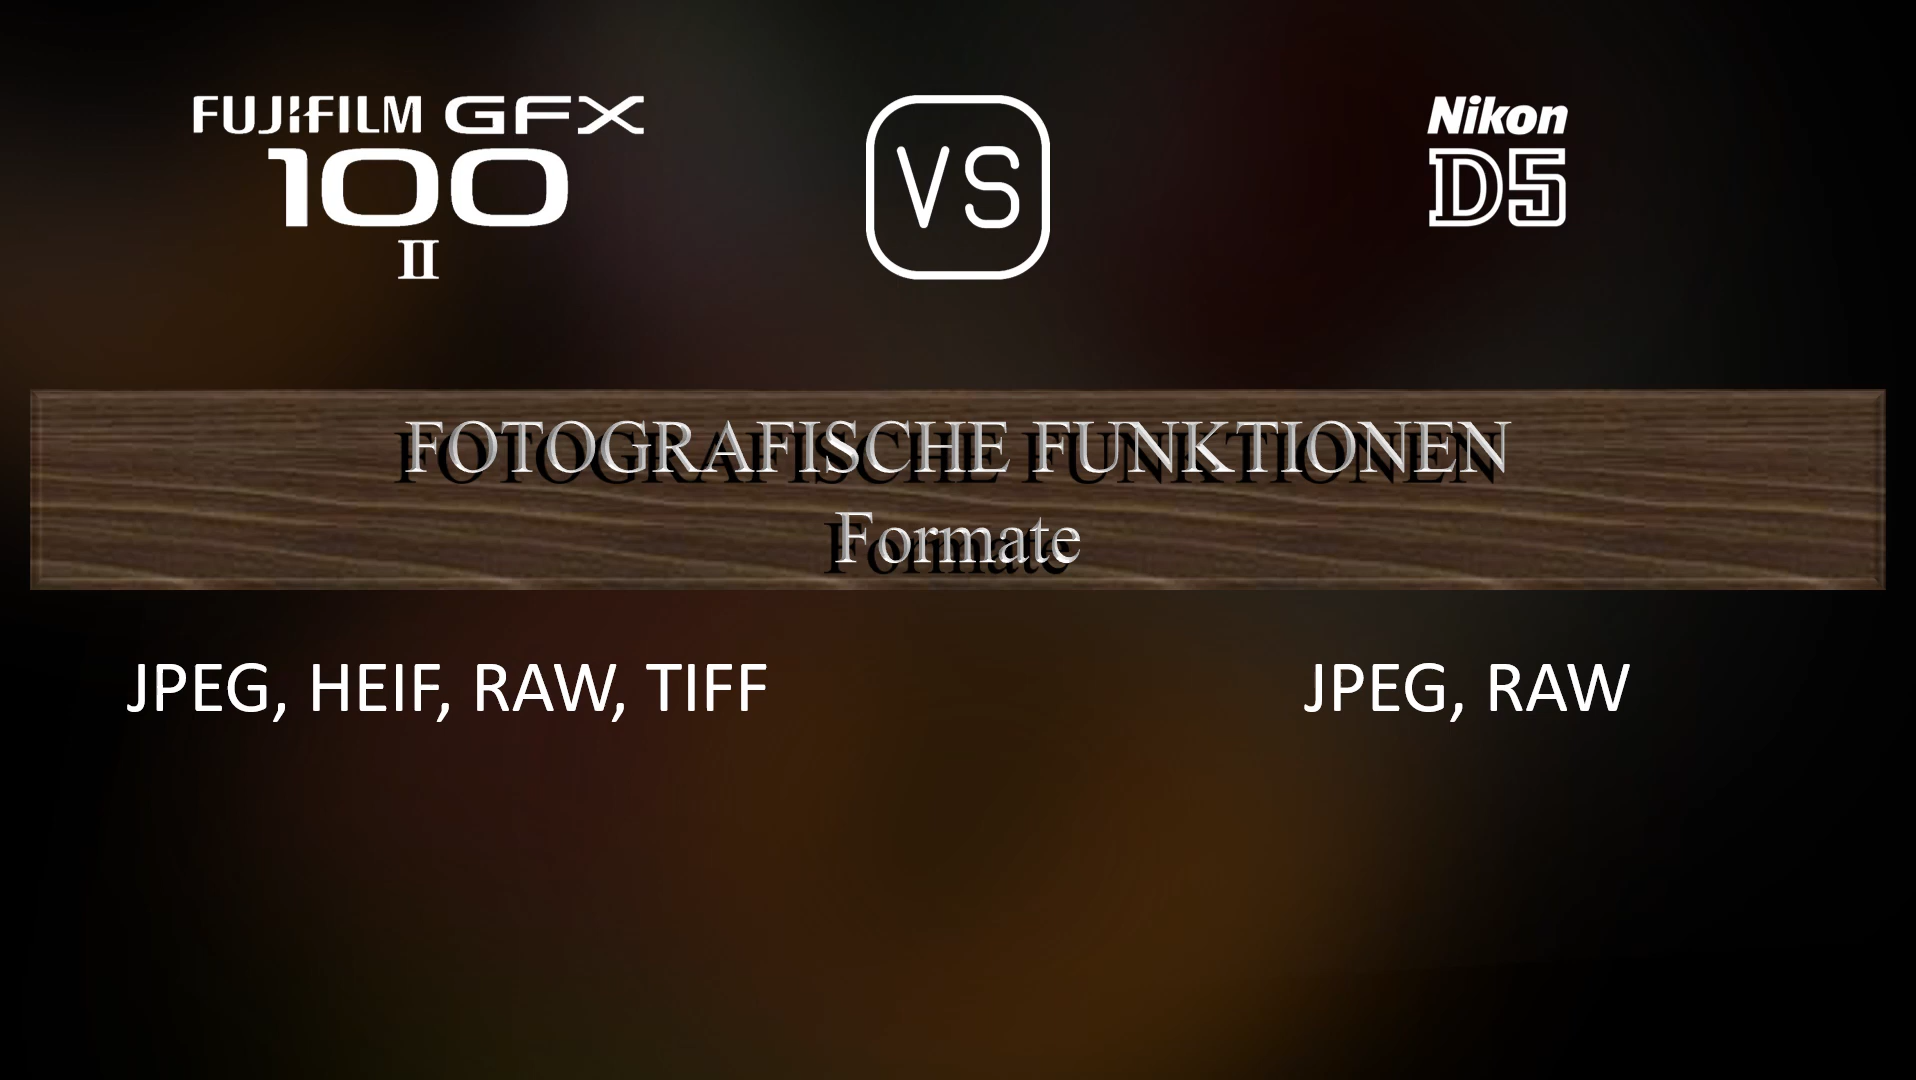 FUJIFILM GFX
100
II
VS
Nikon
D5
FOTOGRAFISCHE FUNKTIONEN
Formate
JPEG, HEIF, RAW, TIFF
JPEG, RAW